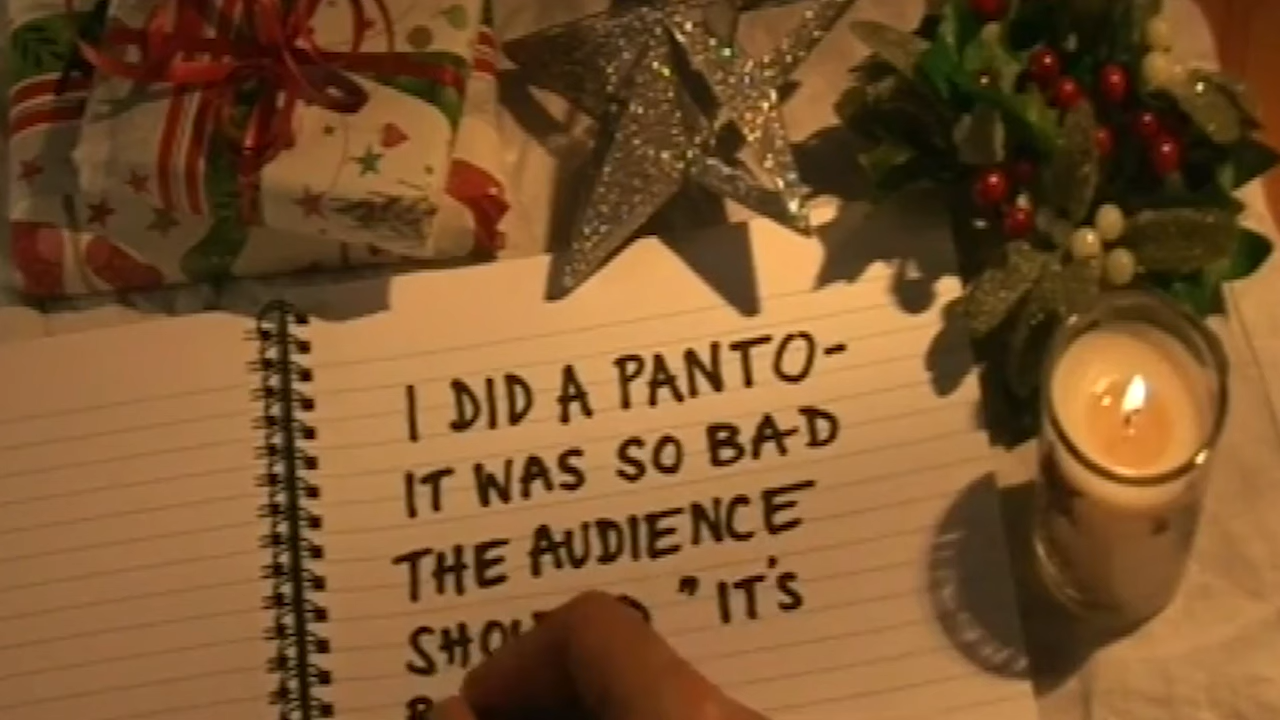 I DID A PANTO-
IT WAS SO BAD
THE AUDIENCE
"IT'S